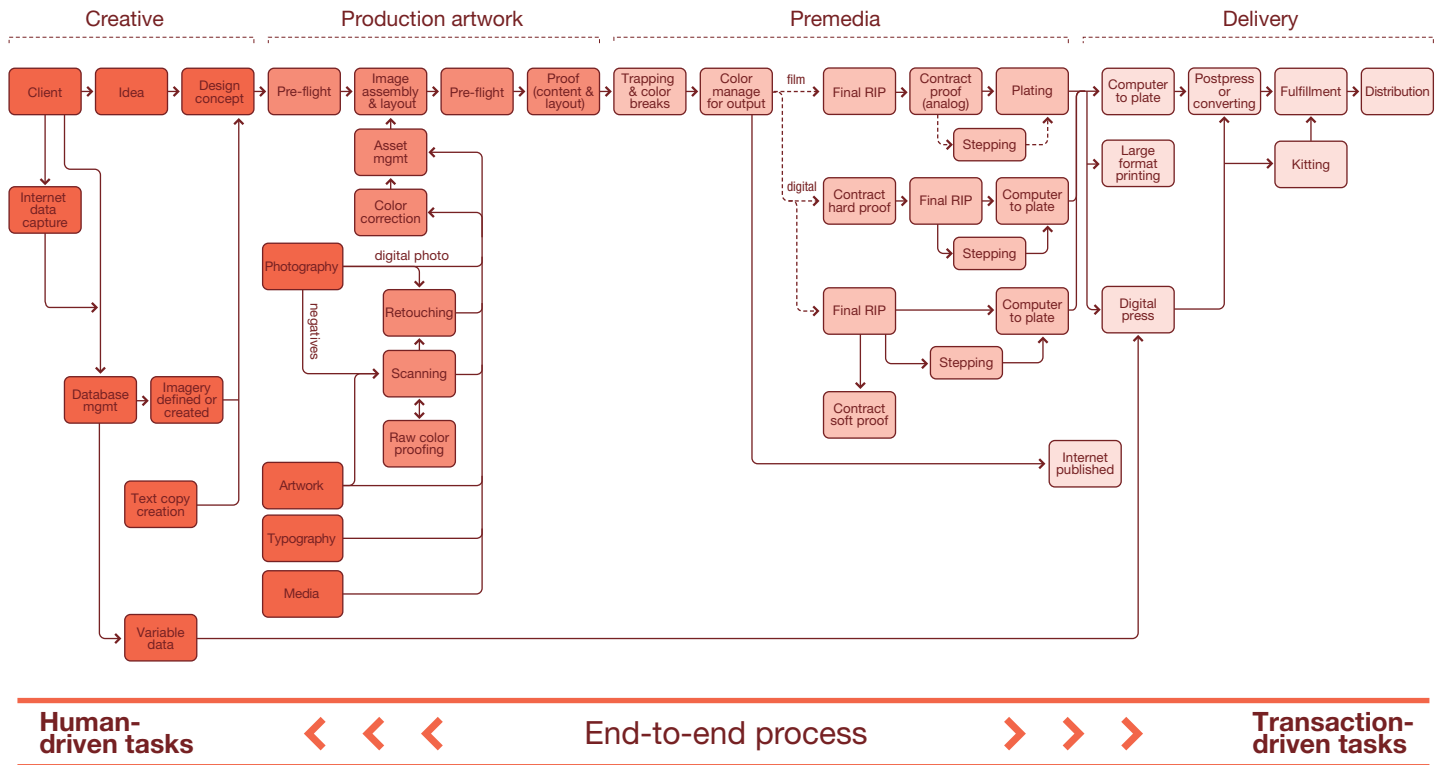 Creative
Production artwork
Premedia
Delivery
Client
Idea
Design
concept
Pre-flight
Image
assembly
& layout
Pre-flight
Proof
(content &
layout)
Trapping
& color
breaks
Color
manage
for output
film
Final RIP
Contract
proof
(analog)
Plating
Computer
to plate
Postpress
or
converting
Fulfillment
Distribution
Asset
mgmt
Stepping
Large
format
printing
Kitting
Internet
data
capture
Color
correction
digital
Contract
hard proof
Final RIP
Computer
to plate
Stepping
Photography
digital photo
Retouching
negatives
Final RIP
Computer
to plate
Digital
press
Scanning
Stepping
Database
mgmt
Imagery
defined or
created
Contract
soft proof
Raw color
proofing
Internet
published
Artwork
Text copy
creation
Typography
Media
Variable
data
Human-
driven tasks
End-to-end process
Transaction-
driven tasks